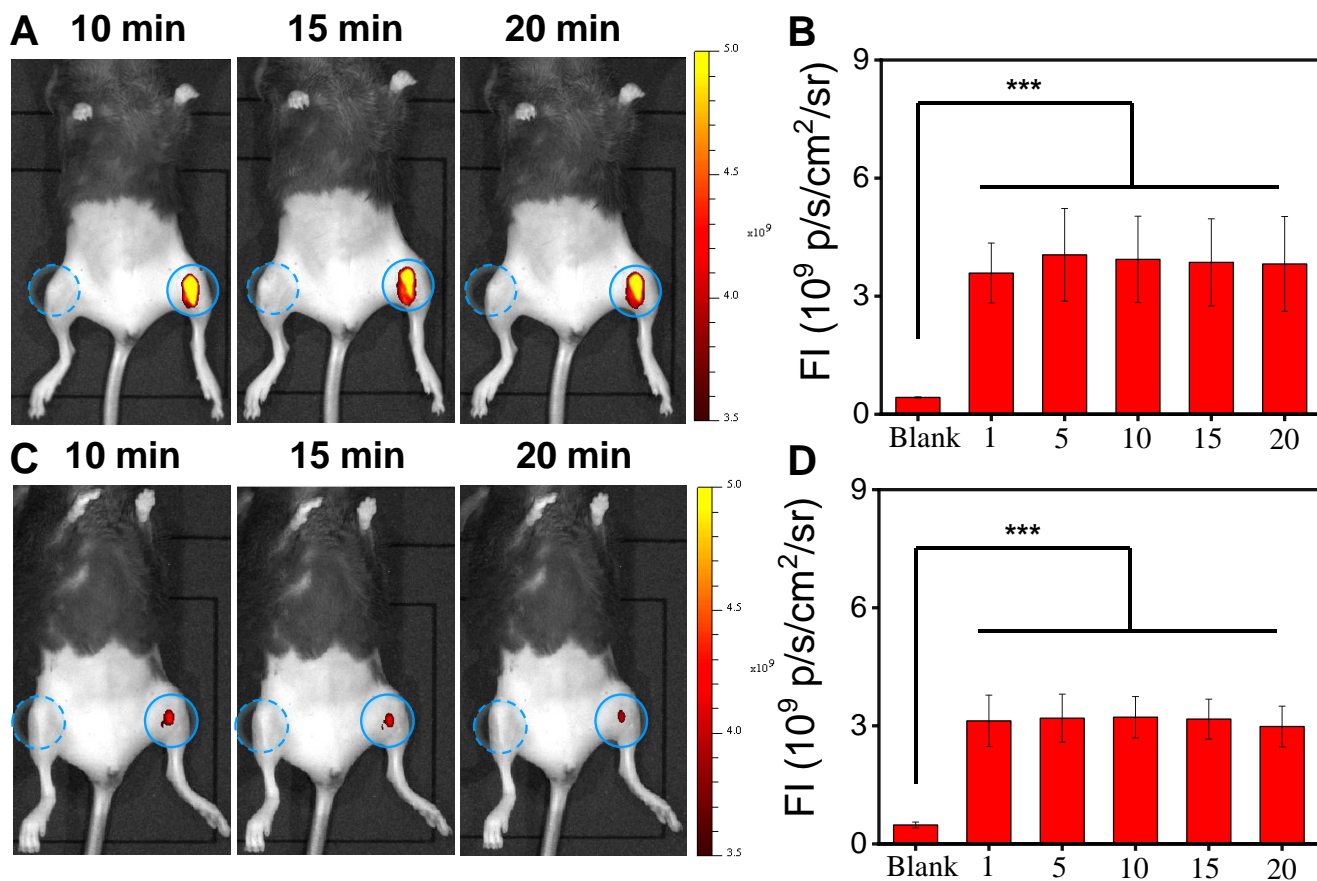 A 10 min 15 min 20 min
5.0
4.5
x10⁹
4.0
3.5
B
FI (10⁹ p/s/cm²/sr)
9
6
3
0
***
Blank 1 5 10 15 20
C 10 min 15 min 20 min
5.0
4.5
x10⁹
4.0
3.5
D
FI (10⁹ p/s/cm²/sr)
9
6
3
0
***
Blank 1 5 10 15 20